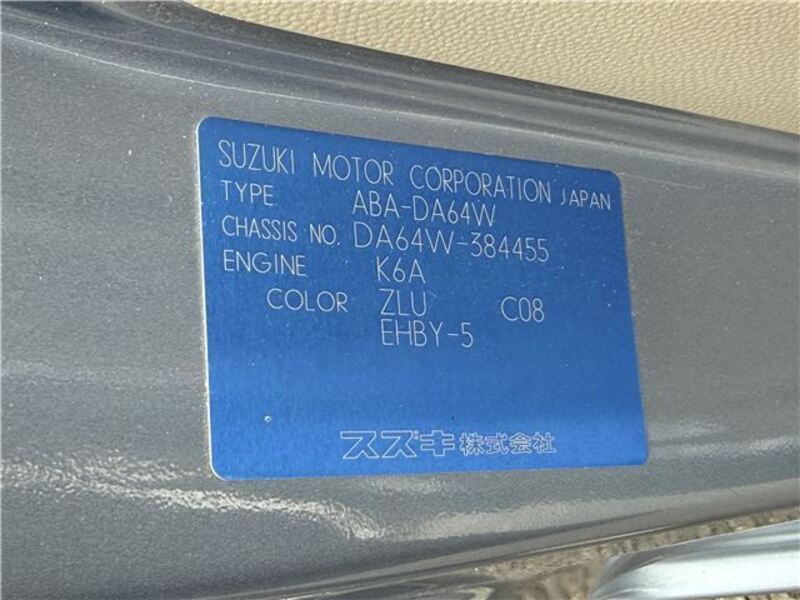 SUZUKI MOTOR CORPORATION JAPAN
TYPE ABA-DA64W
CHASSIS NO. DA64W-384455
ENGINE K6A
COLOR ZLU C08
EHBY-5
スズキ株式会社